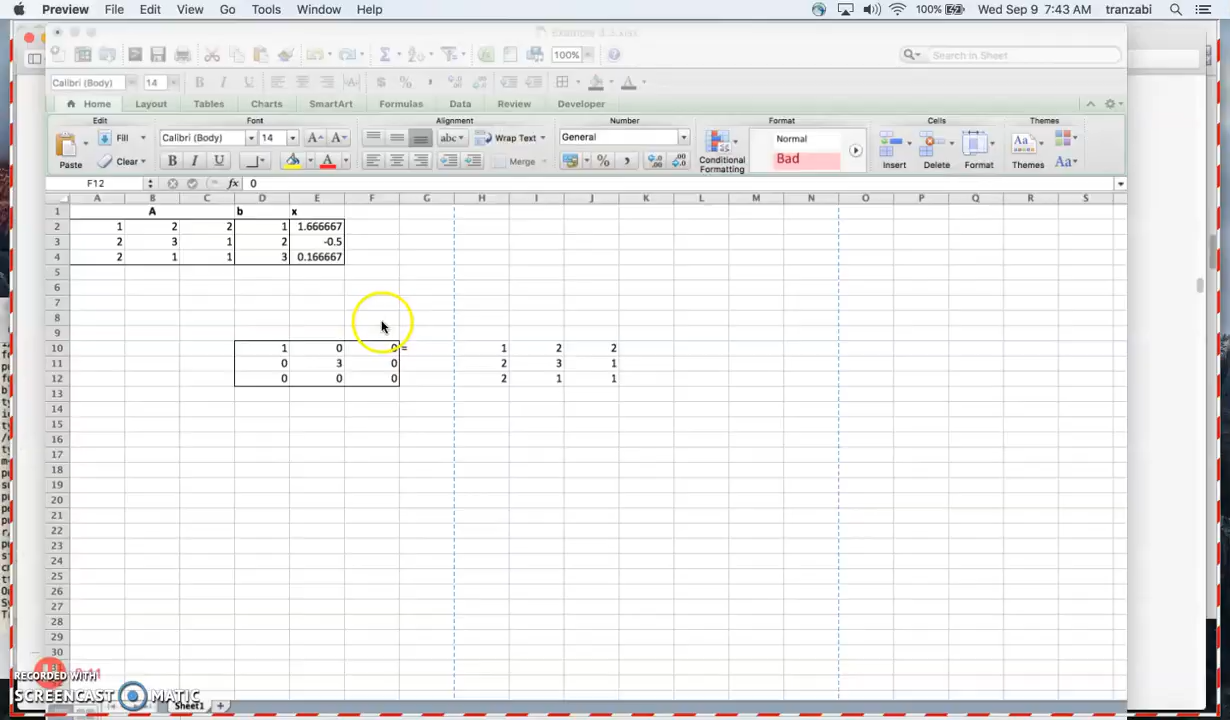 Preview File Edit View Go Tools Window Help 100% Wed Sep 9 7:43 AM tranzabi
100% Search in Sheet
Calibri (Body) 14 B I U
Home Layout Tables Charts SmartArt Formulas Data Review Developer
Edit Font Alignment Number Format Cells Themes
Fill Calibri (Body) 14 A A abc Wrap Text General Normal
Paste Clear B I U A Merge % Conditional Formatting Bad Insert Delete Format Themes Aa
F12 fx 0
A B C D E F G H I J K L M N O P Q R S
1 A b x
2 1 2 2 1 1.666667
3 2 3 1 2 -0.5
4 2 1 1 3 0.166667
5
6
7
8
9
10 1 0 0 = 1 2 2
11 0 3 0 2 3 1
12 0 0 0 2 1 1
13
14
15
16
17
18
19
20
21
22
23
24
25
26
27
28
29
30
RECORDED WITH
SCREENCAST MATIC
Sheet1 +